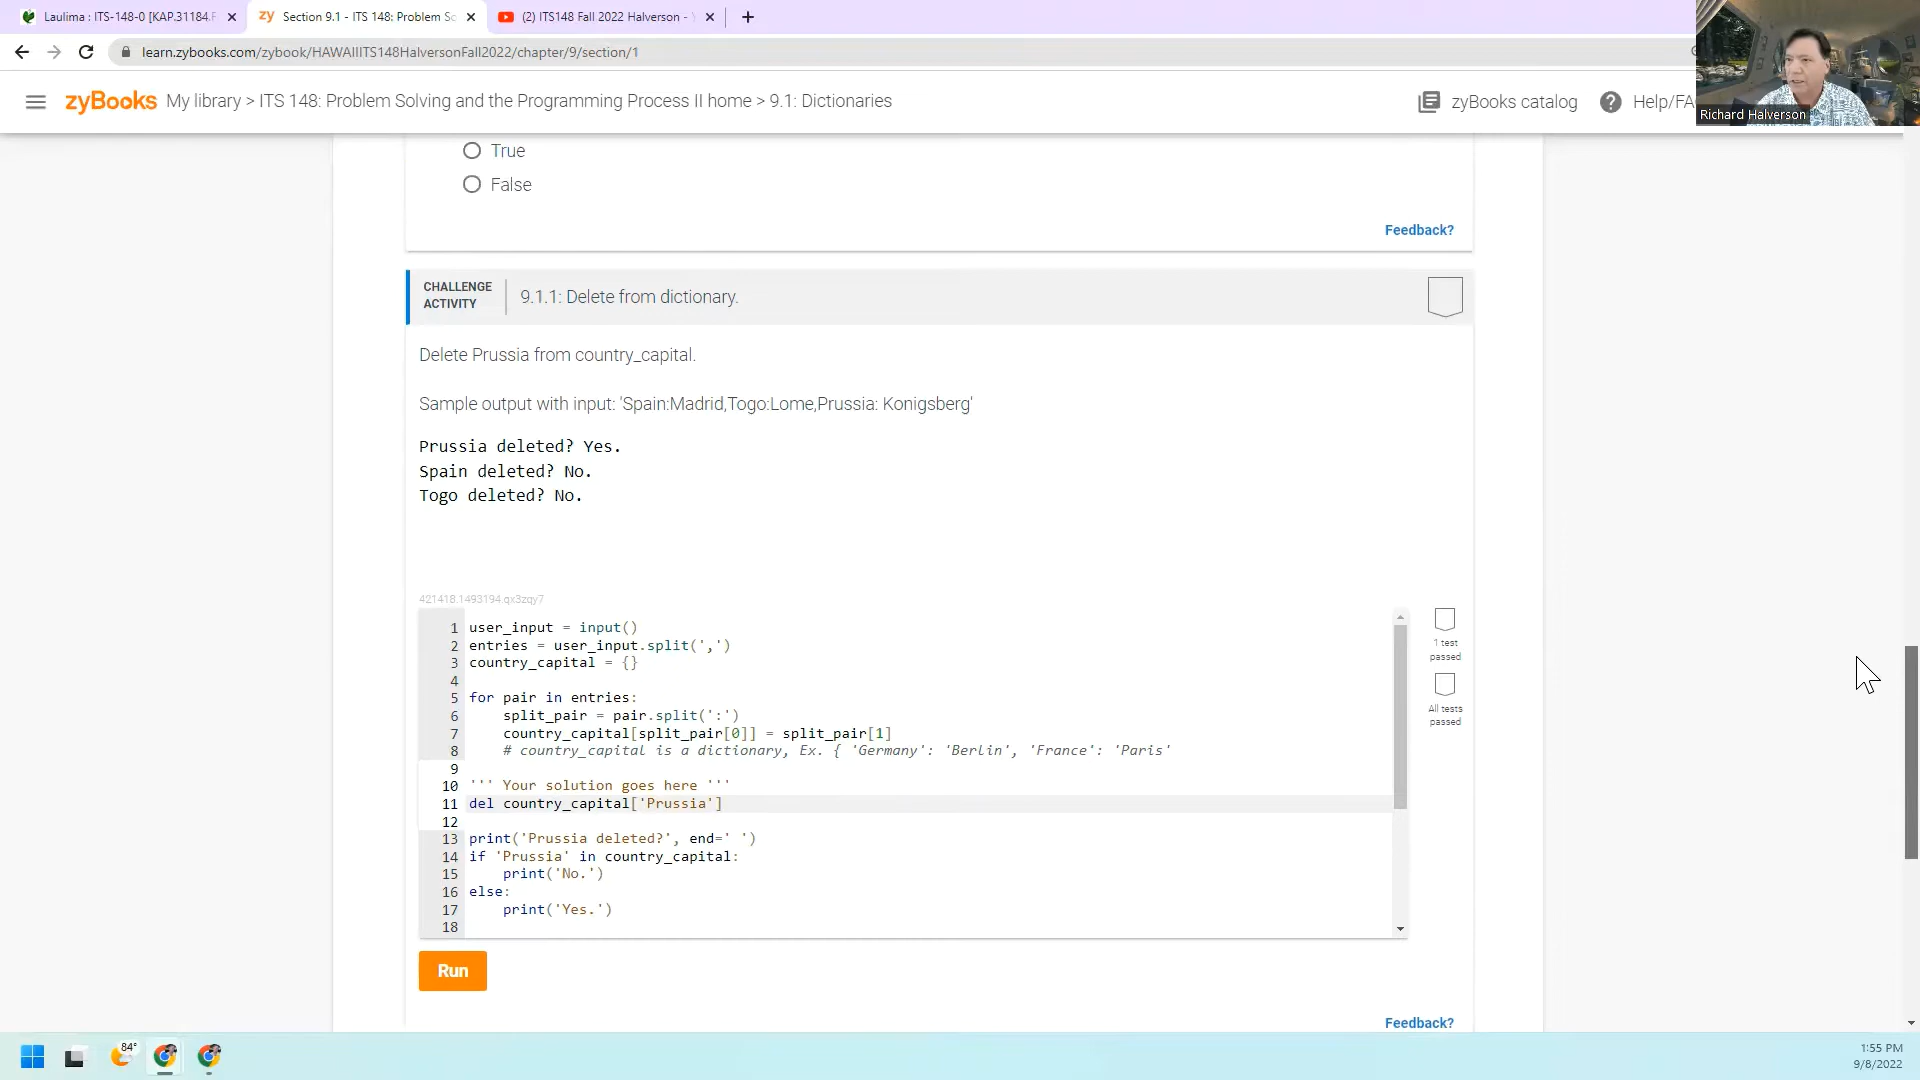 Laulima : ITS-148-0 [KAP.31184.F
zy Section 9.1 - ITS 148: Problem So
(2) ITS148 Fall 2022 Halverson -
learn.zybooks.com/zybook/HAWAIIITS148HalversonFall2022/chapter/9/section/1
zyBooks My library > ITS 148: Problem Solving and the Programming Process II home > 9.1: Dictionaries
zyBooks catalog
Help/FA
Richard Halverson
True
False
Feedback?
CHALLENGE
ACTIVITY
9.1.1: Delete from dictionary.
Delete Prussia from country_capital.
Sample output with input: 'Spain:Madrid,Togo:Lome,Prussia: Konigsberg'
Prussia deleted? Yes.
Spain deleted? No.
Togo deleted? No.
421418.1493194.qx3zqy7
1 user_input = input()
2 entries = user_input.split(',')
3 country_capital = {}
4
5 for pair in entries:
6     split_pair = pair.split(':')
7     country_capital[split_pair[0]] = split_pair[1]
8     # country_capital is a dictionary, Ex. { 'Germany': 'Berlin', 'France': 'Paris'
9
10 ''' Your solution goes here '''
11 del country_capital['Prussia']
12
13 print('Prussia deleted?', end=' ')
14 if 'Prussia' in country_capital:
15     print('No.')
16 else:
17     print('Yes.')
18
1 test
passed
All tests
passed
Run
Feedback?
84°
1:55 PM
9/8/2022